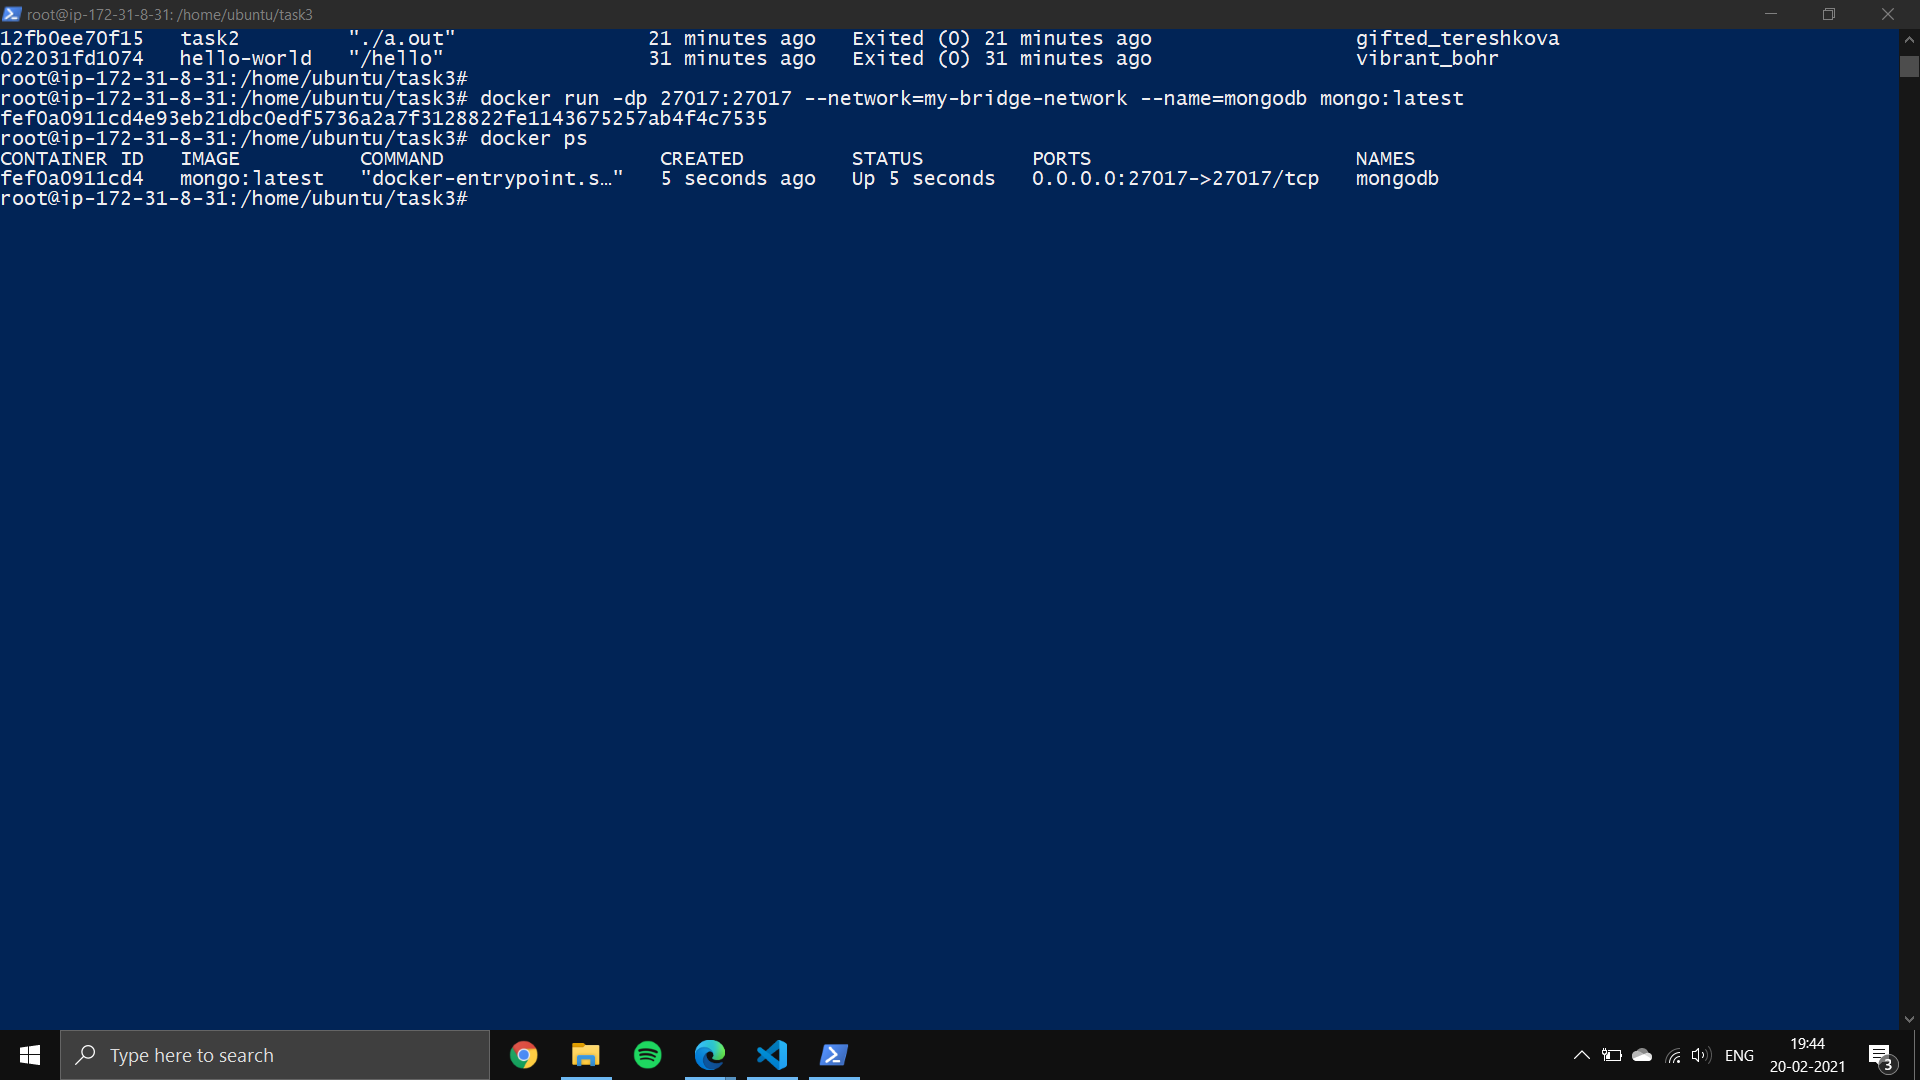 root@ip-172-31-8-31: /home/ubuntu/task3
12fb0ee70f15   task2         "./a.out"                21 minutes ago   Exited (0) 21 minutes ago                 gifted_tereshkova
022031fd1074   hello-world   "/hello"                 31 minutes ago   Exited (0) 31 minutes ago                 vibrant_bohr
root@ip-172-31-8-31:/home/ubuntu/task3#
root@ip-172-31-8-31:/home/ubuntu/task3# docker run -dp 27017:27017 --network=my-bridge-network --name=mongodb mongo:latest
fef0a0911cd4e93eb21dbc0edf5736a2a7f3128822fe1143675257ab4f4c7535
root@ip-172-31-8-31:/home/ubuntu/task3# docker ps
CONTAINER ID   IMAGE          COMMAND                  CREATED         STATUS         PORTS                      NAMES
fef0a0911cd4   mongo:latest   "docker-entrypoint.s…"   5 seconds ago   Up 5 seconds   0.0.0.0:27017->27017/tcp   mongodb
root@ip-172-31-8-31:/home/ubuntu/task3#
Type here to search
ENG
19:44
20-02-2021
3